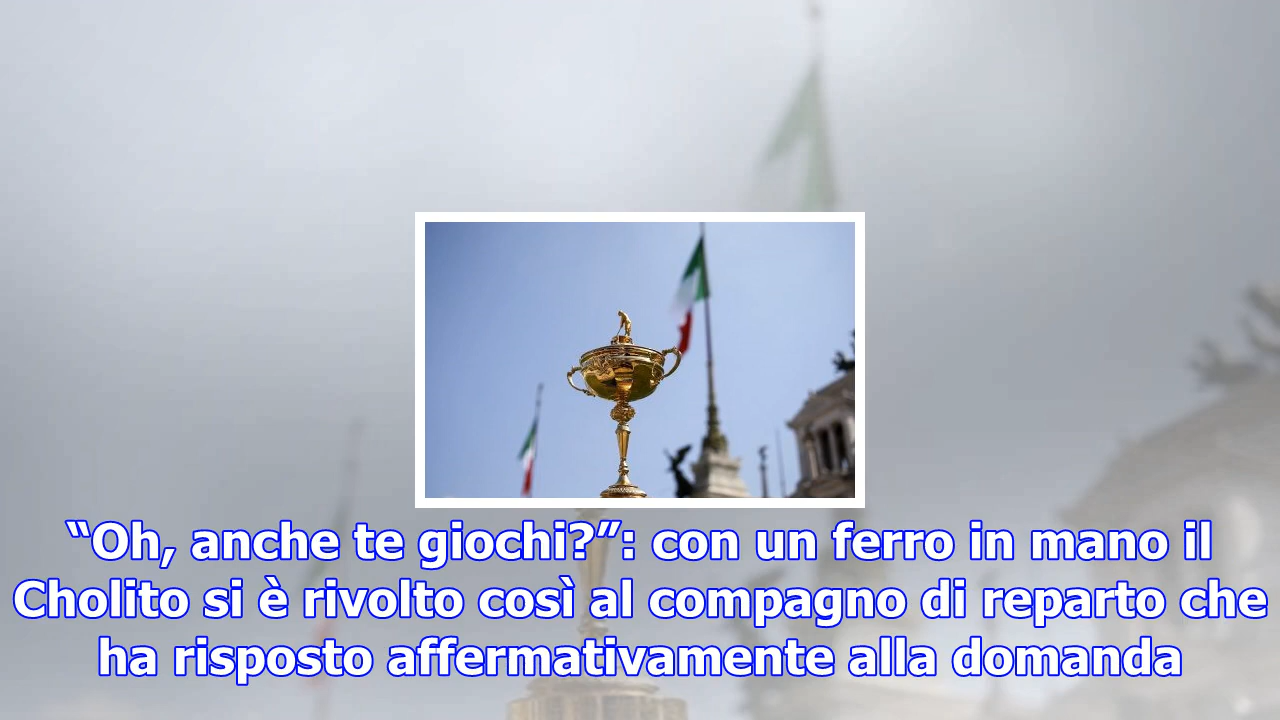 “Oh, anche te giochi?”: con un ferro in mano il
Cholito si è rivolto così al compagno di reparto che
ha risposto affermativamente alla domanda